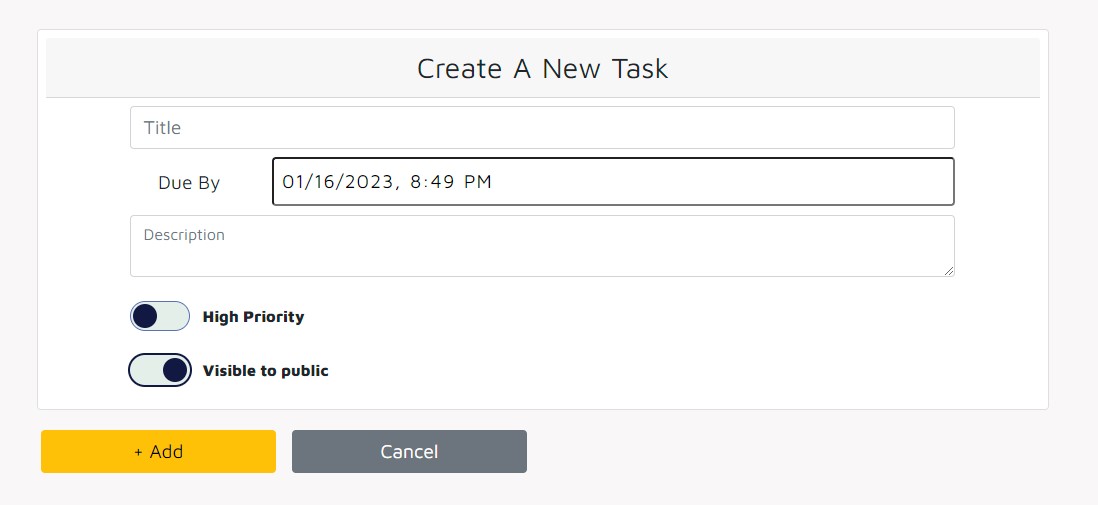 Create A New Task
Title
Due By 01/16/2023, 8:49 PM
Description
High Priority
Visible to public
+ Add Cancel